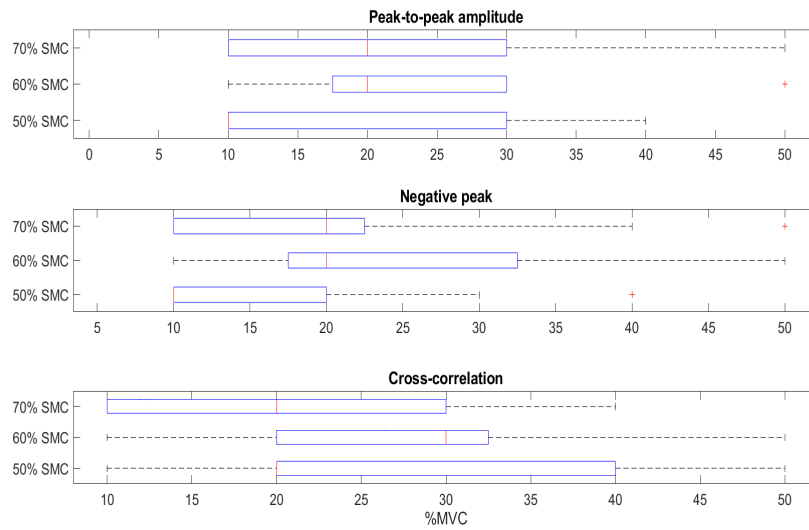 Peak-to-peak amplitude
70% SMC
60% SMC
50% SMC
0 5 10 15 20 25 30 35 40 45 50
Negative peak
70% SMC
60% SMC
50% SMC
5 10 15 20 25 30 35 40 45 50
Cross-correlation
70% SMC
60% SMC
50% SMC
10 15 20 25 30 35 40 45 50
%MVC